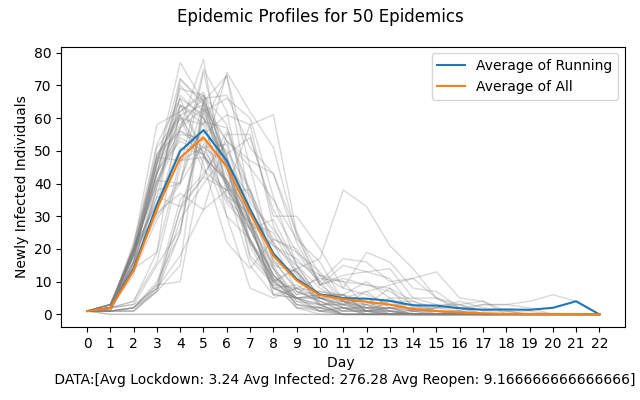 Epidemic Profiles for 50 Epidemics
80
70
60
50
40
30
20
10
0
Newly Infected Individuals
Average of Running
Average of All
0 1 2 3 4 5 6 7 8 9 10 11 12 13 14 15 16 17 18 19 20 21 22
Day
DATA:[Avg Lockdown: 3.24 Avg Infected: 276.28 Avg Reopen: 9.166666666666666]